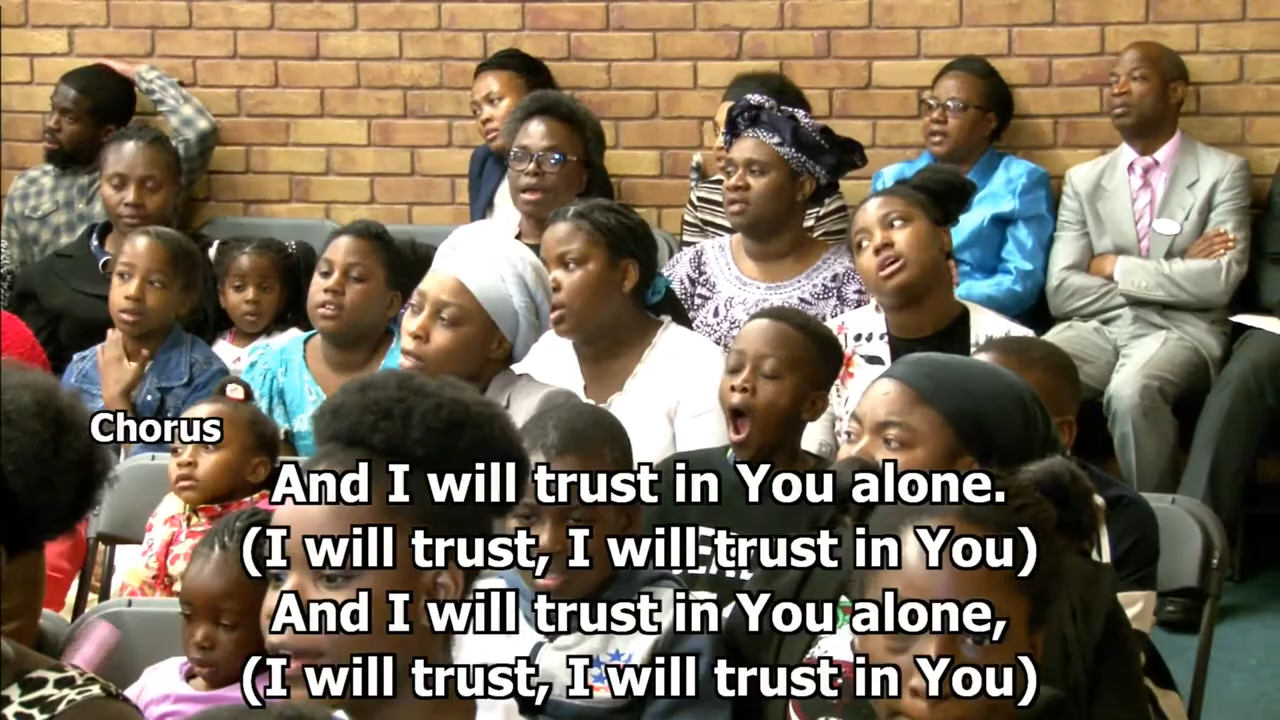 Chorus
And I will trust in You alone.
(I will trust, I will trust in You)
And I will trust in You alone,
(I will trust, I will trust in You)